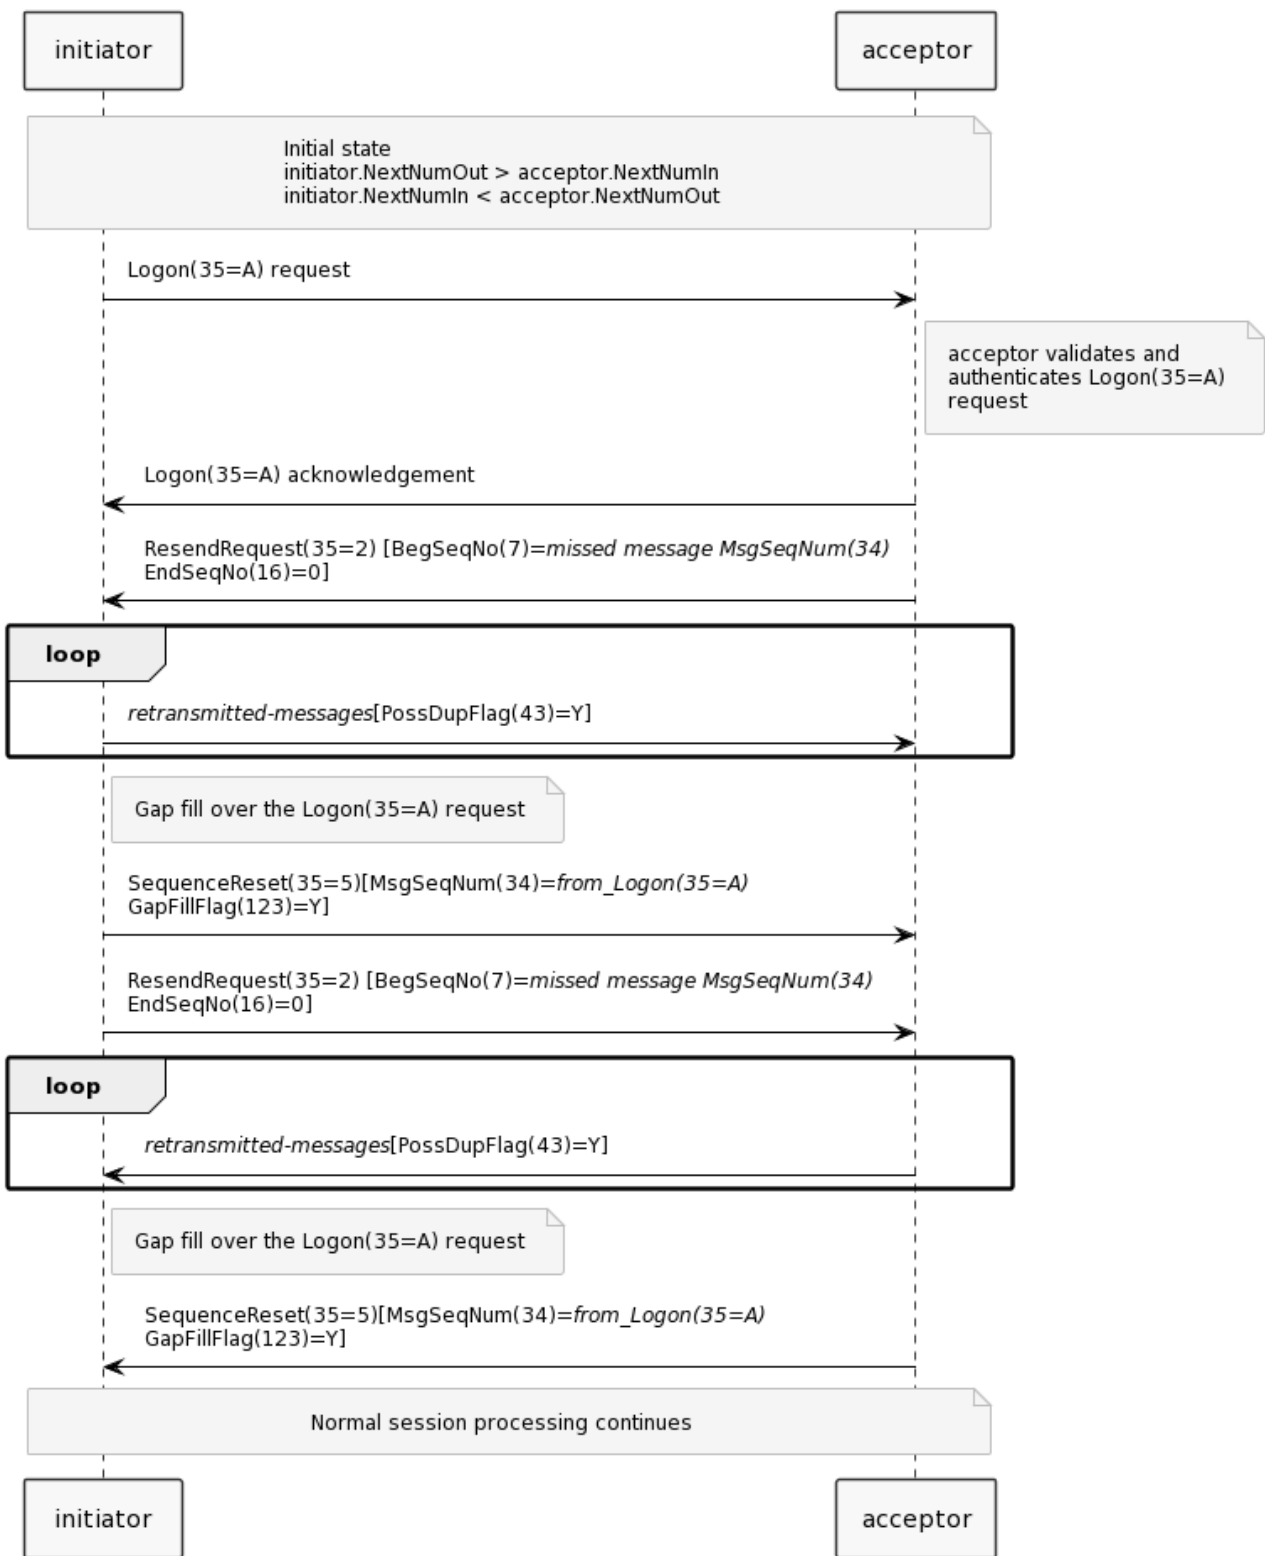 initiator
acceptor
Initial state
initiator.NextNumOut > acceptor.NextNumIn
initiator.NextNumIn < acceptor.NextNumOut
Logon(35=A) request
acceptor validates and
authenticates Logon(35=A)
request
Logon(35=A) acknowledgement
ResendRequest(35=2) [BegSeqNo(7)=missed message MsgSeqNum(34)
EndSeqNo(16)=0]
loop
retransmitted-messages[PossDupFlag(43)=Y]
Gap fill over the Logon(35=A) request
SequenceReset(35=5)[MsgSeqNum(34)=from_Logon(35=A)
GapFillFlag(123)=Y]
ResendRequest(35=2) [BegSeqNo(7)=missed message MsgSeqNum(34)
EndSeqNo(16)=0]
loop
retransmitted-messages[PossDupFlag(43)=Y]
Gap fill over the Logon(35=A) request
SequenceReset(35=5)[MsgSeqNum(34)=from_Logon(35=A)
GapFillFlag(123)=Y]
Normal session processing continues
initiator
acceptor